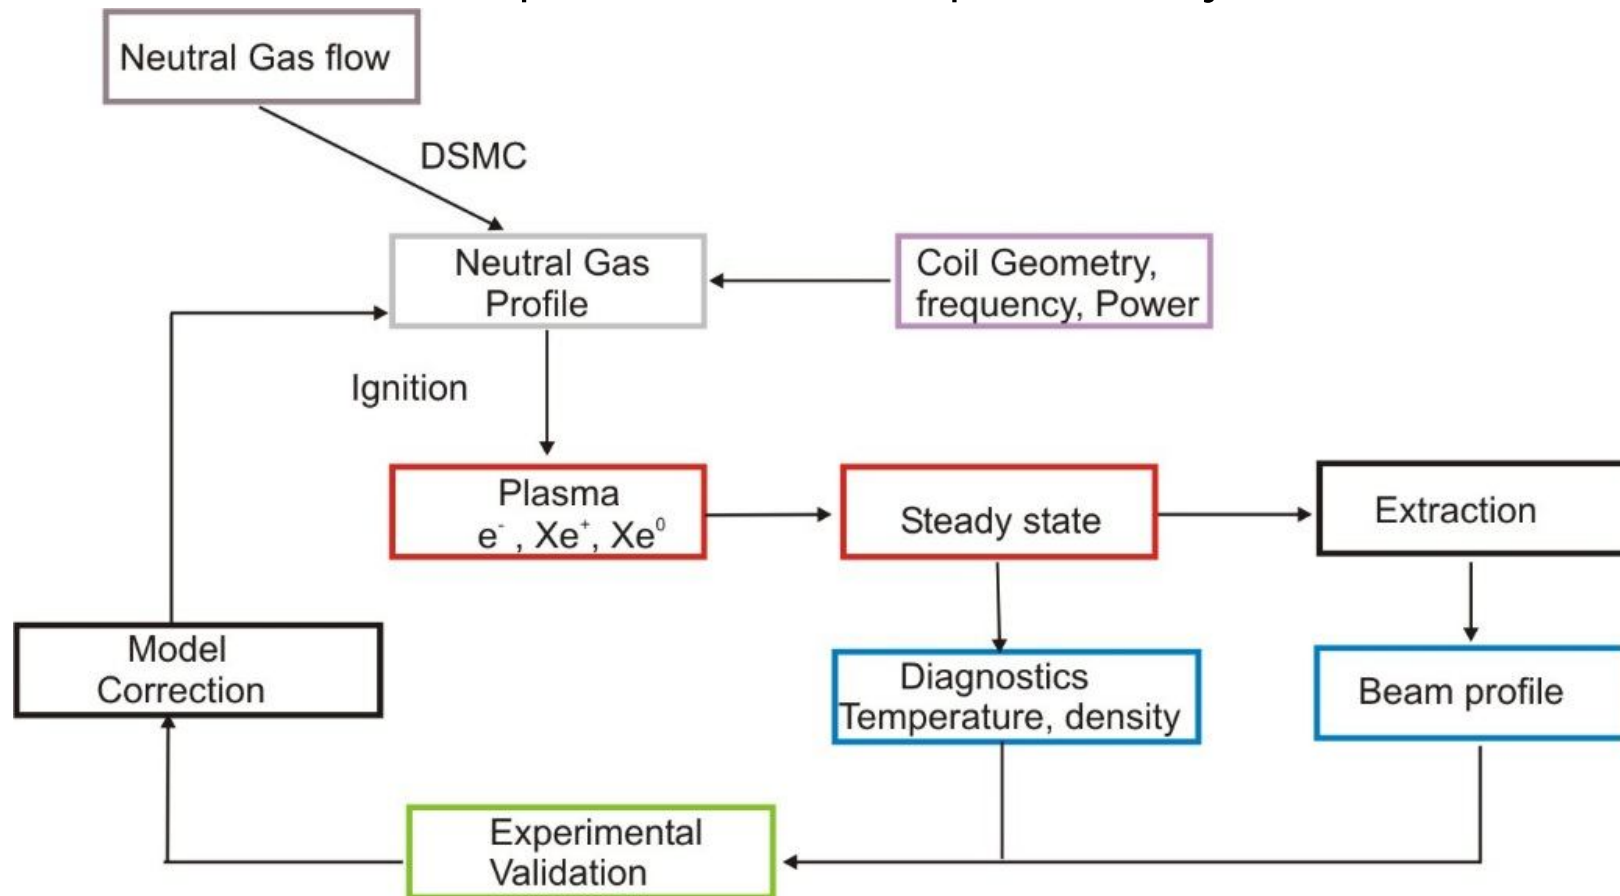 Neutral Gas flow
DSMC
Neutral Gas
Profile
Coil Geometry,
frequency, Power
Ignition
Plasma
e⁻ , Xe⁺, Xe⁰
Steady state
Extraction
Model
Correction
Diagnostics
Temperature, density
Beam profile
Experimental
Validation